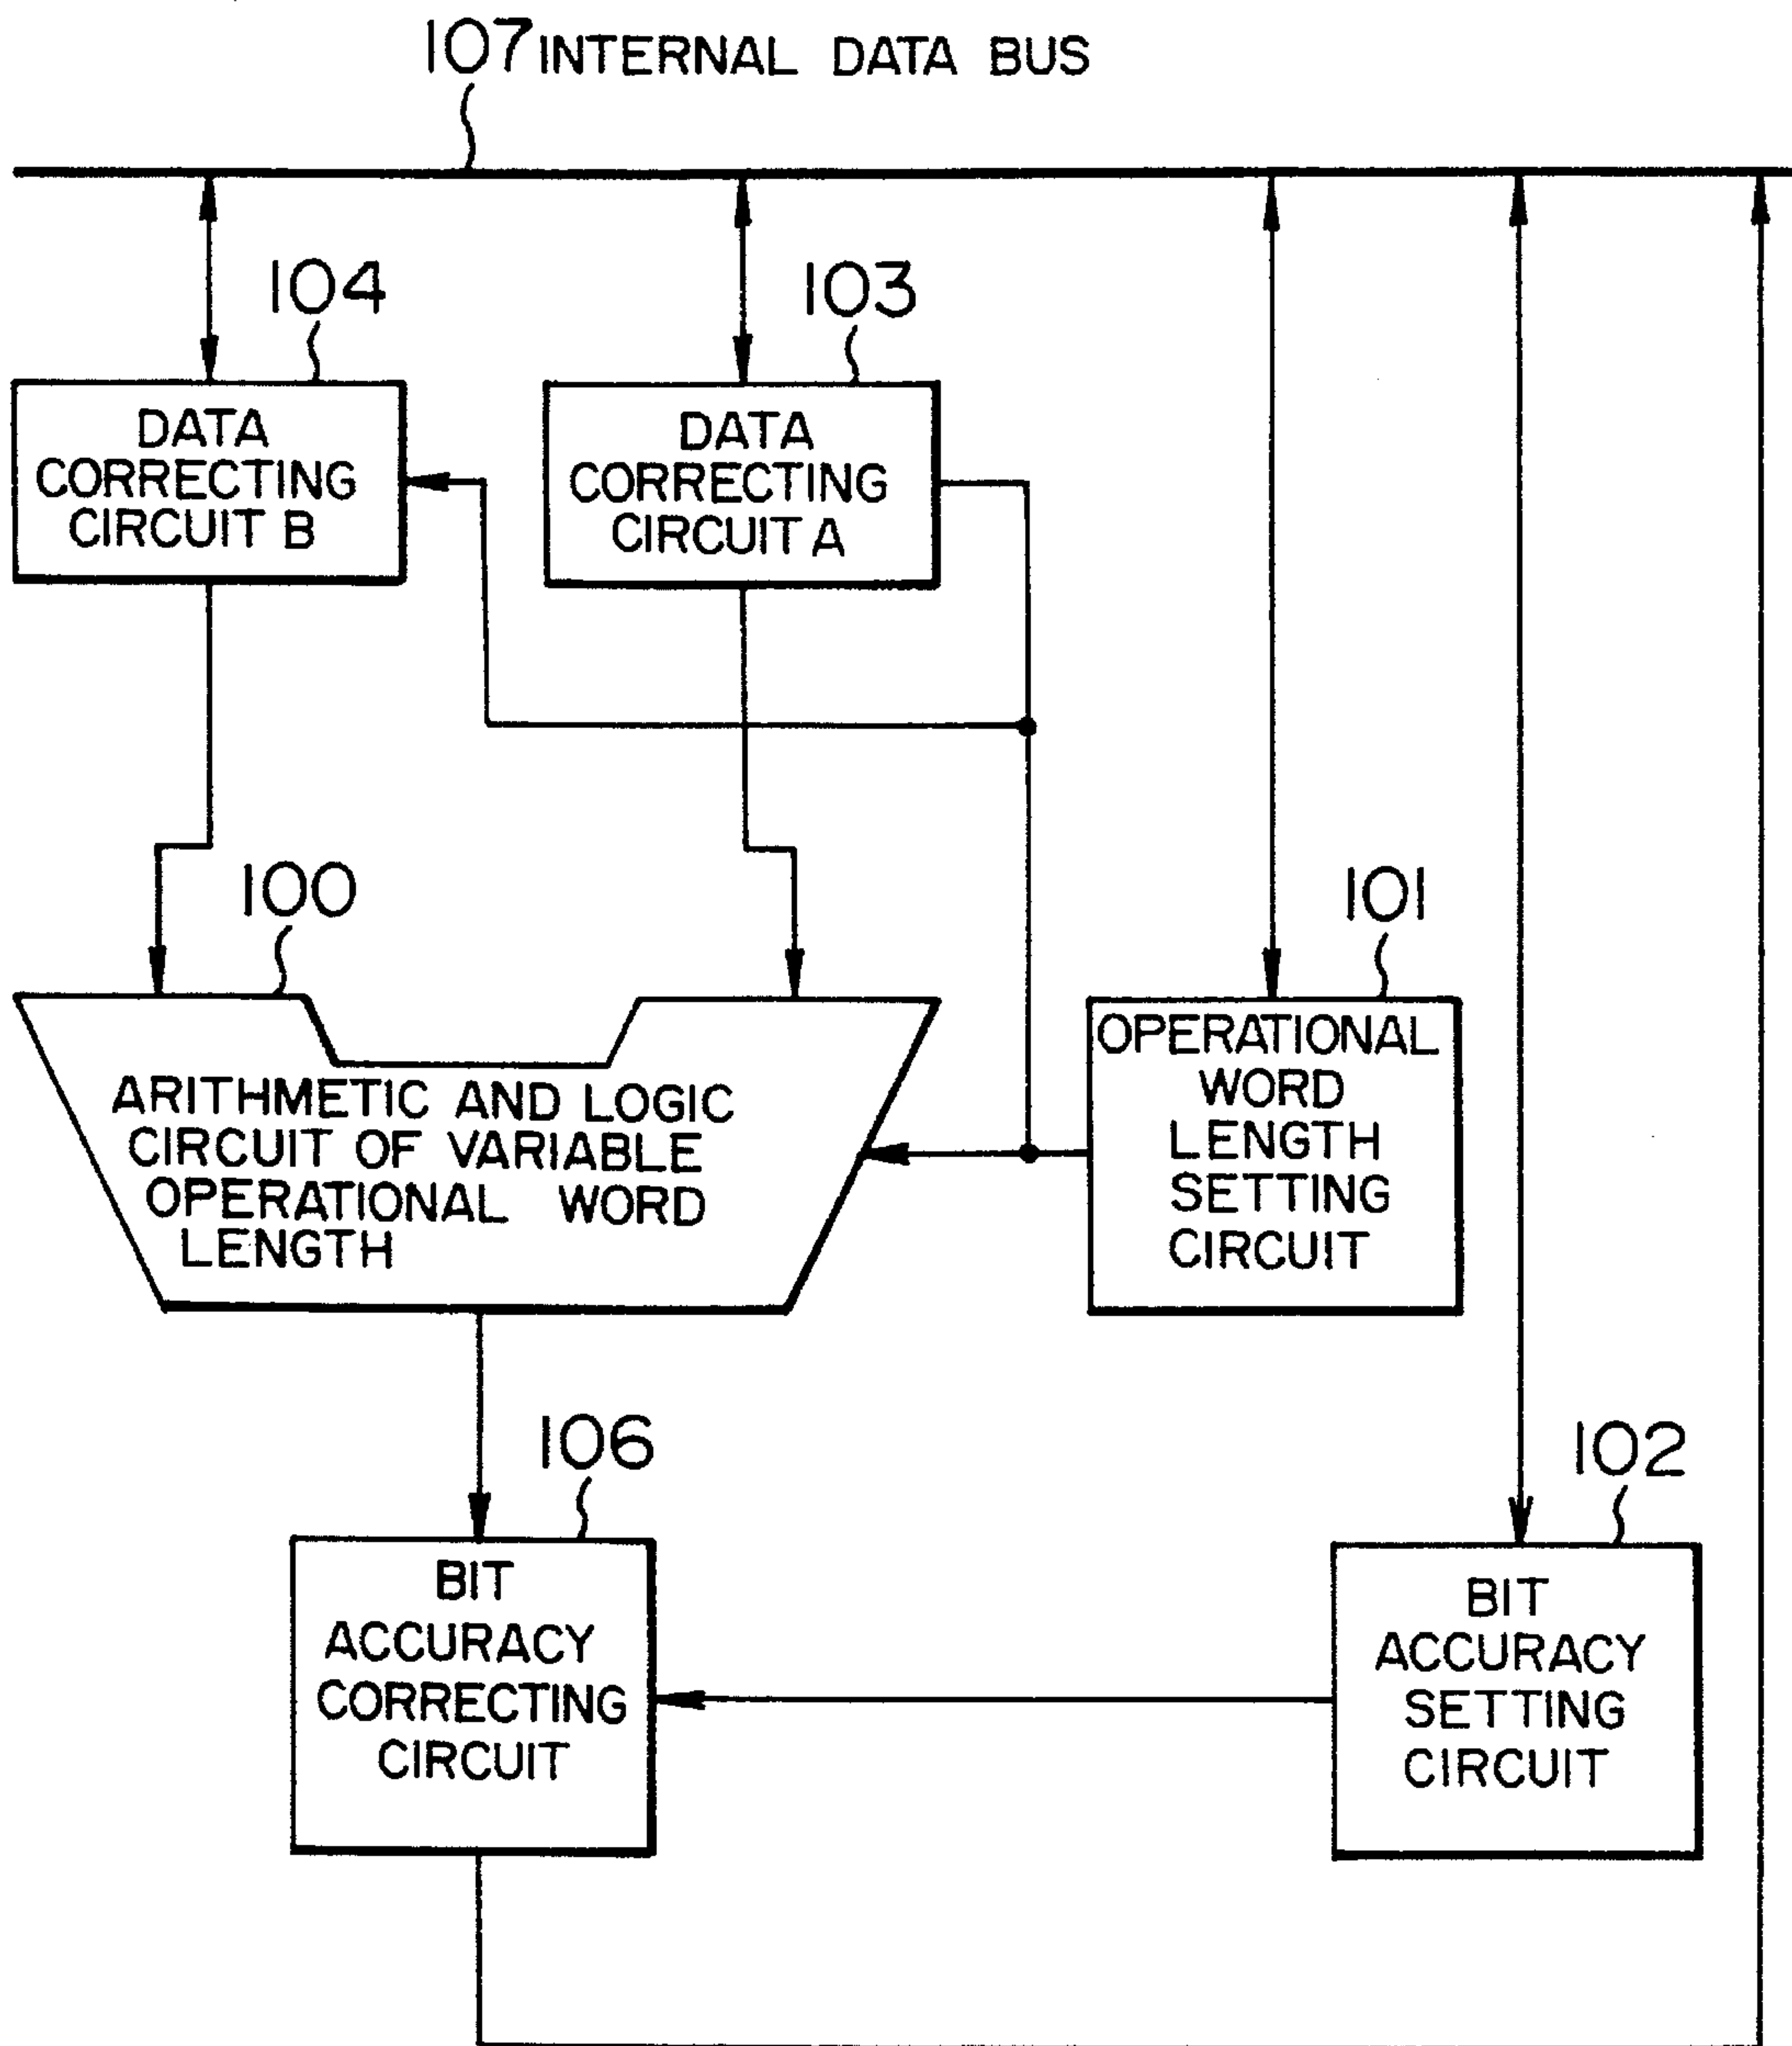 107 INTERNAL DATA BUS
104
103
DATA
CORRECTING
CIRCUIT B
DATA
CORRECTING
CIRCUIT A
100
101
ARITHMETIC AND LOGIC
CIRCUIT OF VARIABLE
OPERATIONAL WORD
LENGTH
OPERATIONAL
WORD
LENGTH
SETTING
CIRCUIT
106
102
BIT
ACCURACY
CORRECTING
CIRCUIT
BIT
ACCURACY
SETTING
CIRCUIT